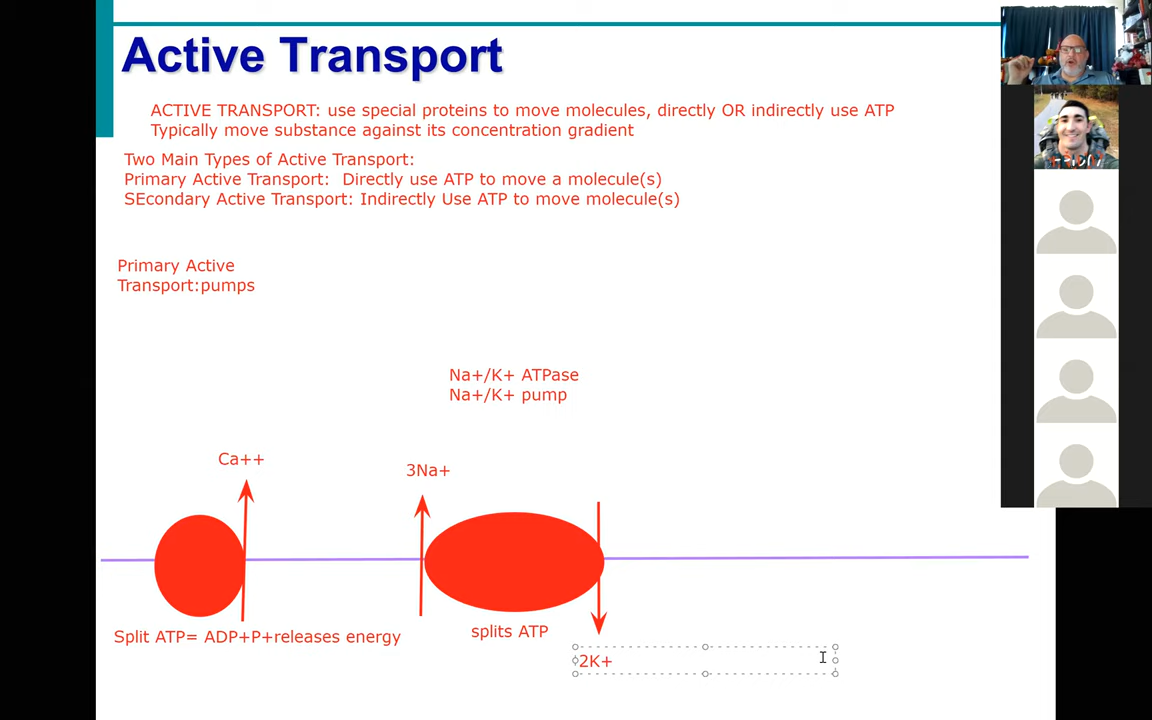 Active Transport
ACTIVE TRANSPORT: use special proteins to move molecules, directly OR indirectly use ATP
Typically move substance against its concentration gradient
Two Main Types of Active Transport:
Primary Active Transport:  Directly use ATP to move a molecule(s)
SEcondary Active Transport: Indirectly Use ATP to move molecule(s)
Primary Active
Transport:pumps
Na+/K+ ATPase
Na+/K+ pump
Ca++
3Na+
Split ATP= ADP+P+releases energy
splits ATP
2K+